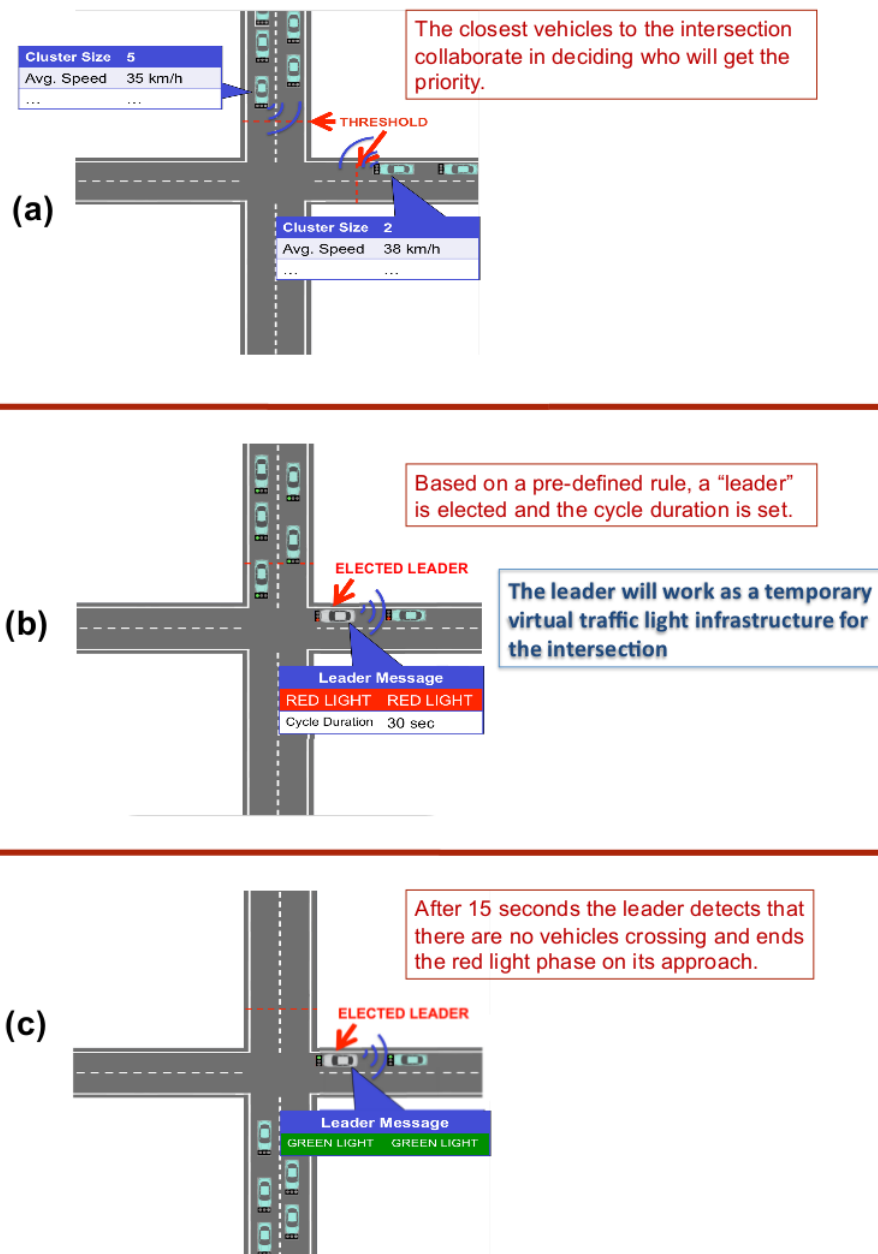 The closest vehicles to the intersection
collaborate in deciding who will get the
priority.
Cluster Size 5
Avg. Speed 35 km/h
... ...
THRESHOLD
(a)
Cluster Size 2
Avg. Speed 38 km/h
... ...
Based on a pre-defined rule, a “leader”
is elected and the cycle duration is set.
ELECTED LEADER
The leader will work as a temporary
virtual traffic light infrastructure for
the intersection
(b)
Leader Message
RED LIGHT RED LIGHT
Cycle Duration 30 sec
After 15 seconds the leader detects that
there are no vehicles crossing and ends
the red light phase on its approach.
ELECTED LEADER
(c)
Leader Message
GREEN LIGHT GREEN LIGHT